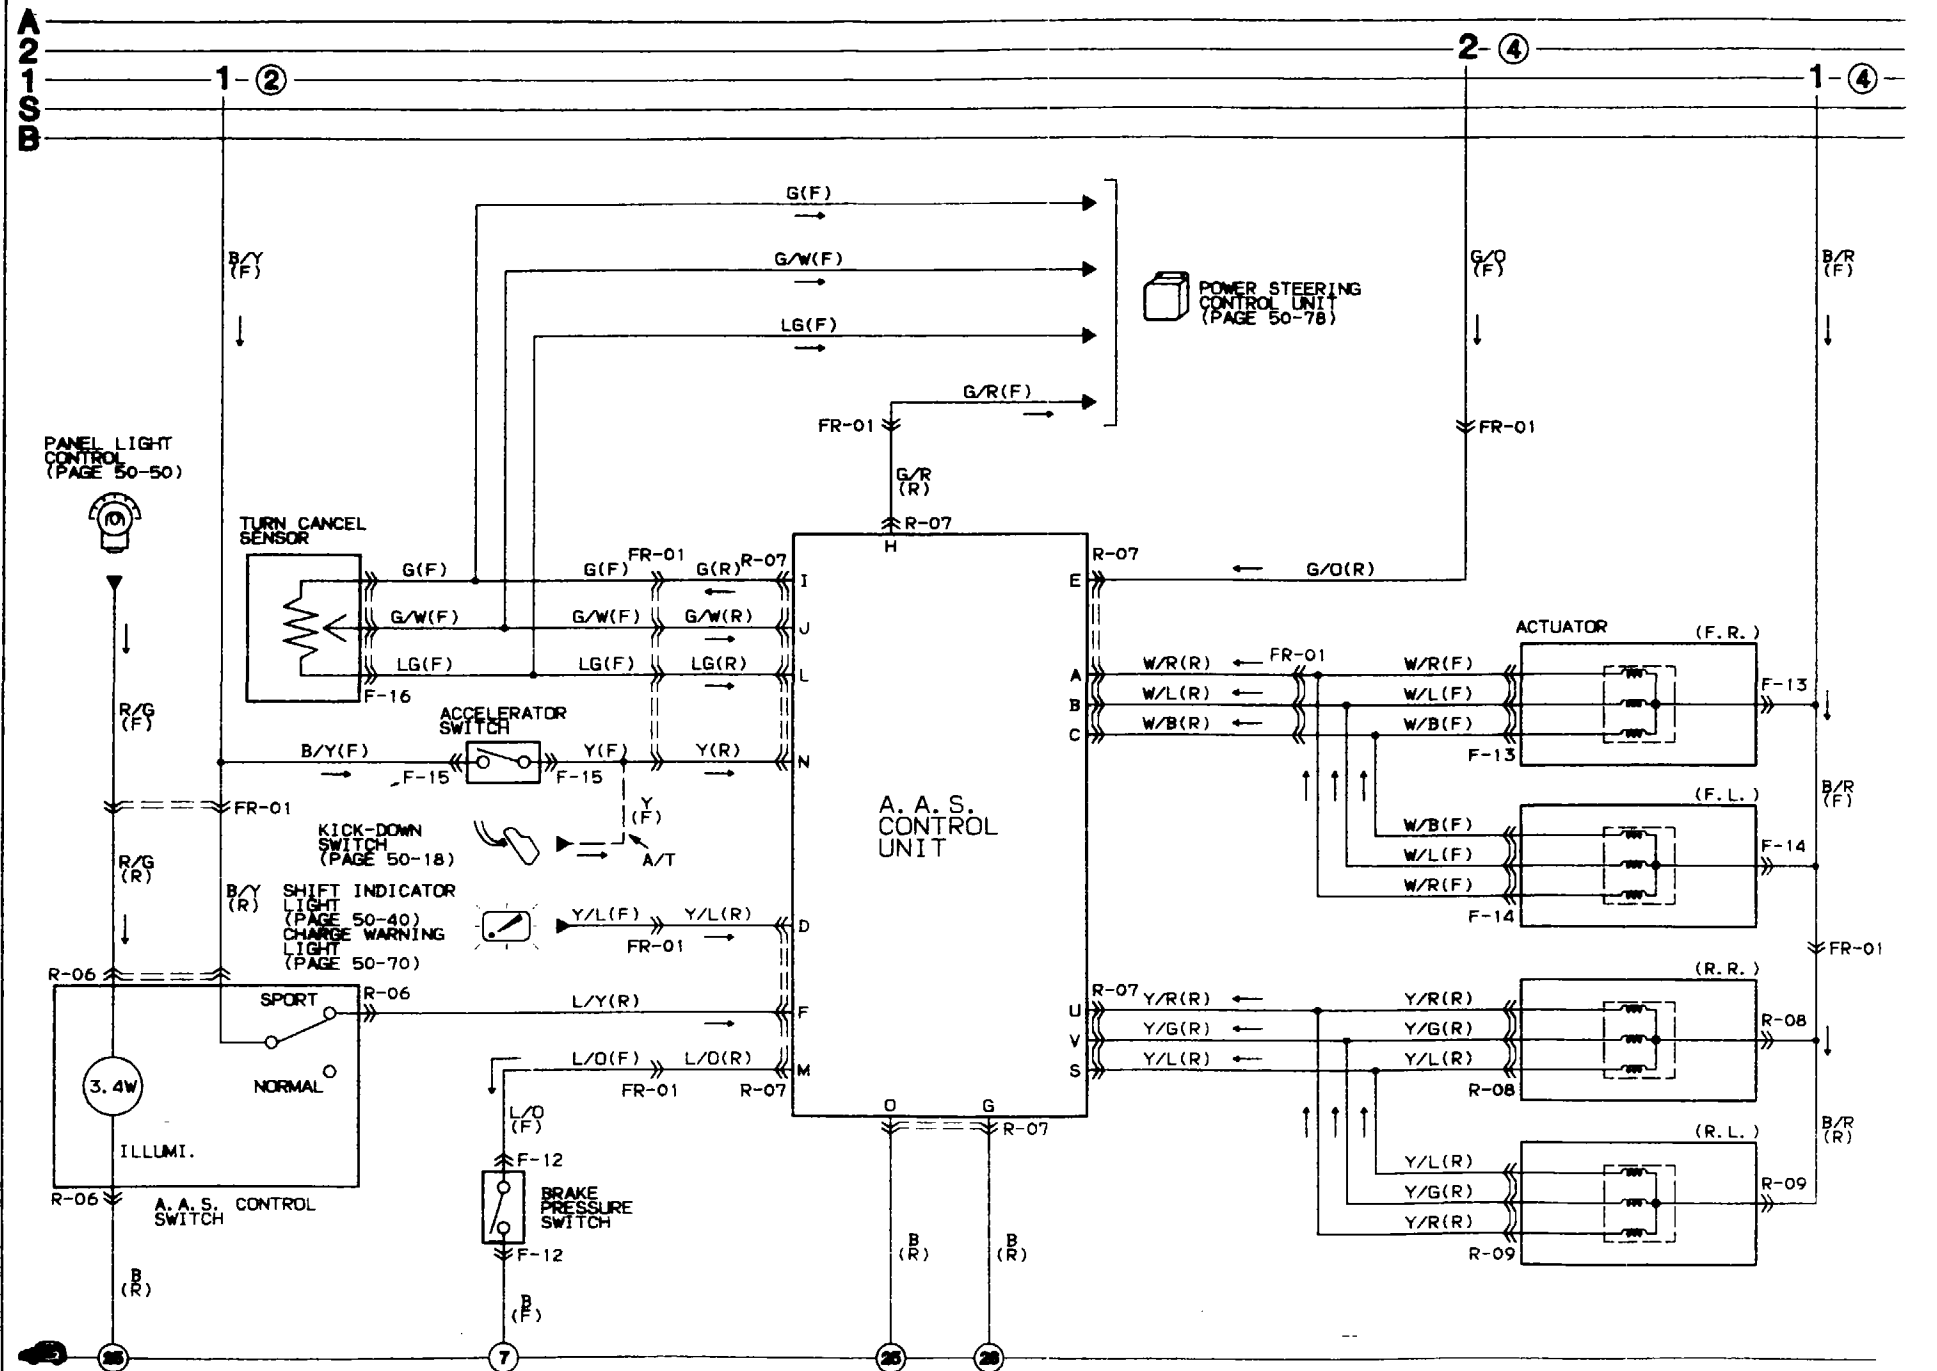 A
2
2-④
1
1-②
1-④
S
B
G(F)
B/Y
(F)
G/W(F)
G/O
(F)
B/R
(F)
POWER STEERING
CONTROL UNIT
(PAGE 50-78)
LG(F)
G/R(F)
FR-01
FR-01
PANEL LIGHT
CONTROL
(PAGE 50-50)
G/R
(R)
TURN CANCEL
SENSOR
R-07
H
FR-01
R-07
R-07
G(F)
G(F)
G(R)
I
E
G/O(R)
G/W(F)
G/W(F)
G/W(R)
J
ACTUATOR
(F.R.)
LG(F)
LG(F)
LG(R)
L
A
W/R(R)
FR-01
W/R(F)
F-16
B
W/L(R)
W/L(F)
F-13
C
W/B(R)
W/B(F)
F-13
R/G
(F)
ACCELERATOR
SWITCH
B/Y(F)
F-15
F-15
Y(F)
Y(R)
N
FR-01
Y
(F)
A.A.S.
CONTROL
UNIT
(F.L.)
B/R
(F)
KICK-DOWN
SWITCH
(PAGE 50-18)
A/T
W/B(F)
W/L(F)
F-14
W/R(F)
F-14
R/G
(R)
B/Y
(R)
SHIFT INDICATOR
LIGHT
(PAGE 50-40)
CHARGE WARNING
LIGHT
(PAGE 50-70)
Y/L(F)
Y/L(R)
D
FR-01
FR-01
R-06
R-06
SPORT
L/Y(R)
F
(R.R.)
R-07
U
Y/R(R)
Y/R(R)
V
Y/G(R)
Y/G(R)
R-08
S
Y/L(R)
Y/L(R)
R-08
3.4W
NORMAL
L/O(F)
L/O(R)
M
FR-01
R-07
O
G
R-07
L/O
(F)
ILLUMI.
B/R
(R)
(R.L.)
F-12
R-06
A.A.S. CONTROL
SWITCH
BRAKE
PRESSURE
SWITCH
Y/L(R)
Y/G(R)
R-09
Y/R(R)
R-09
F-12
B
(R)
B
(F)
B
(R)
B
(R)
7